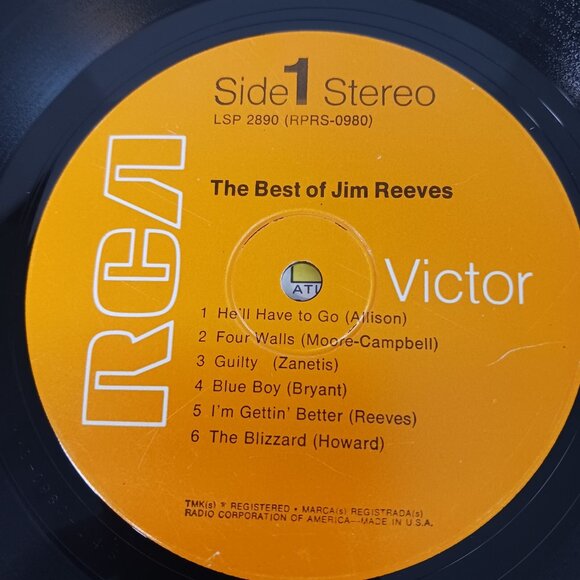 Side 1 Stereo
LSP 2890 (RPRS-0980)
The Best of Jim Reeves
RCA
Victor
ATI
1 He'll Have to Go (Allison)
2 Four Walls (Moore-Campbell)
3 Guilty (Zanetis)
4 Blue Boy (Bryant)
5 I'm Gettin' Better (Reeves)
6 The Blizzard (Howard)
TMK(s) ® REGISTERED • MARCA(s) REGISTRADA(s)
RADIO CORPORATION OF AMERICA—MADE IN U.S.A.